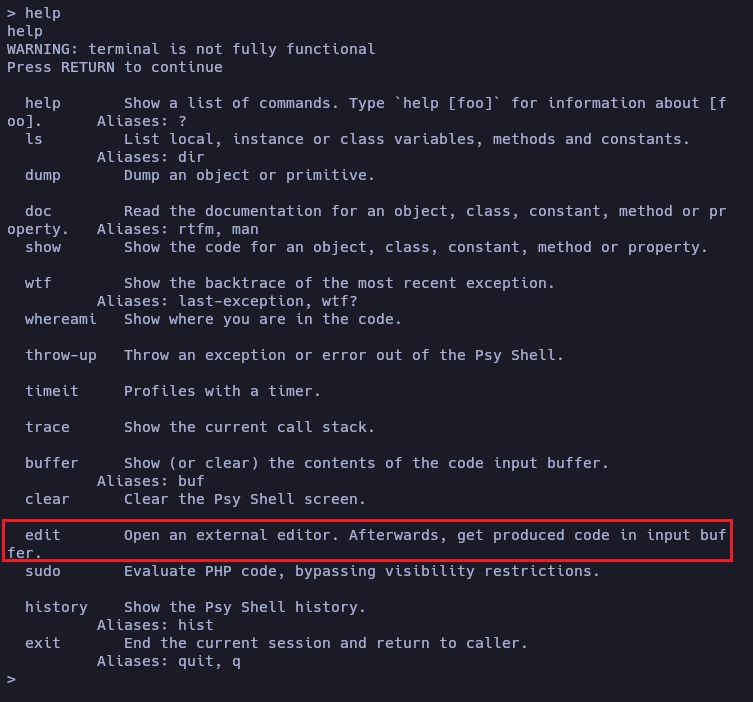 > help
help
WARNING: terminal is not fully functional
Press RETURN to continue
help       Show a list of commands. Type `help [foo]` for information about [f
oo].      Aliases: ?
ls         List local, instance or class variables, methods and constants.
Aliases: dir
dump       Dump an object or primitive.
doc        Read the documentation for an object, class, constant, method or pr
operty.   Aliases: rtfm, man
show       Show the code for an object, class, constant, method or property.
wtf        Show the backtrace of the most recent exception.
Aliases: last-exception, wtf?
whereami   Show where you are in the code.
throw-up   Throw an exception or error out of the Psy Shell.
timeit     Profiles with a timer.
trace      Show the current call stack.
buffer     Show (or clear) the contents of the code input buffer.
Aliases: buf
clear      Clear the Psy Shell screen.
edit       Open an external editor. Afterwards, get produced code in input buf
fer.
sudo       Evaluate PHP code, bypassing visibility restrictions.
history    Show the Psy Shell history.
Aliases: hist
exit       End the current session and return to caller.
Aliases: quit, q
>